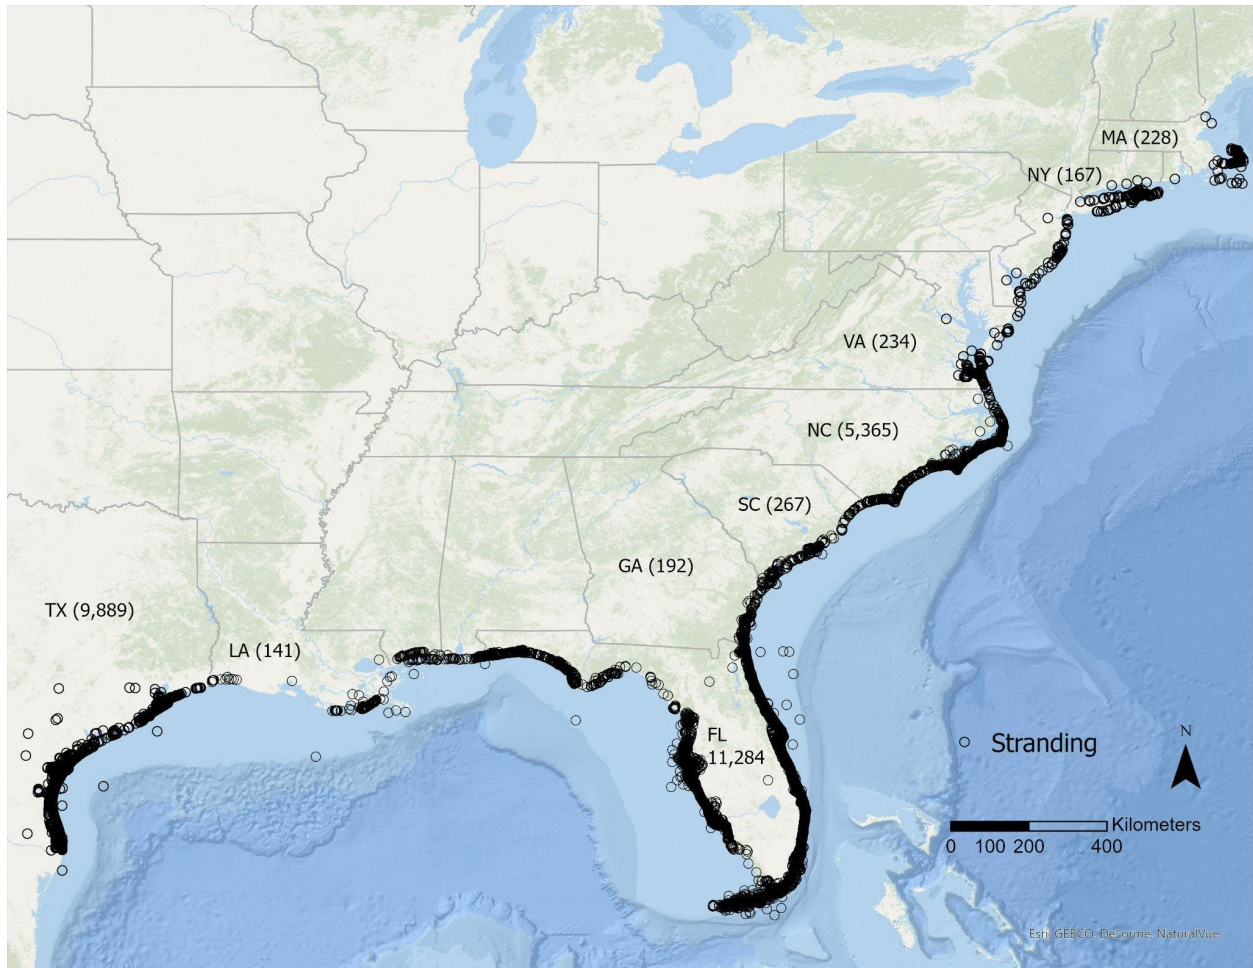 MA (228)
NY (167)
VA (234)
NC (5,365)
SC (267)
GA (192)
TX (9,889)
LA (141)
FL
11,284
N
Stranding
Kilometers
0 100 200 400
Esri, GEBCO, DeLorme, NaturalVue